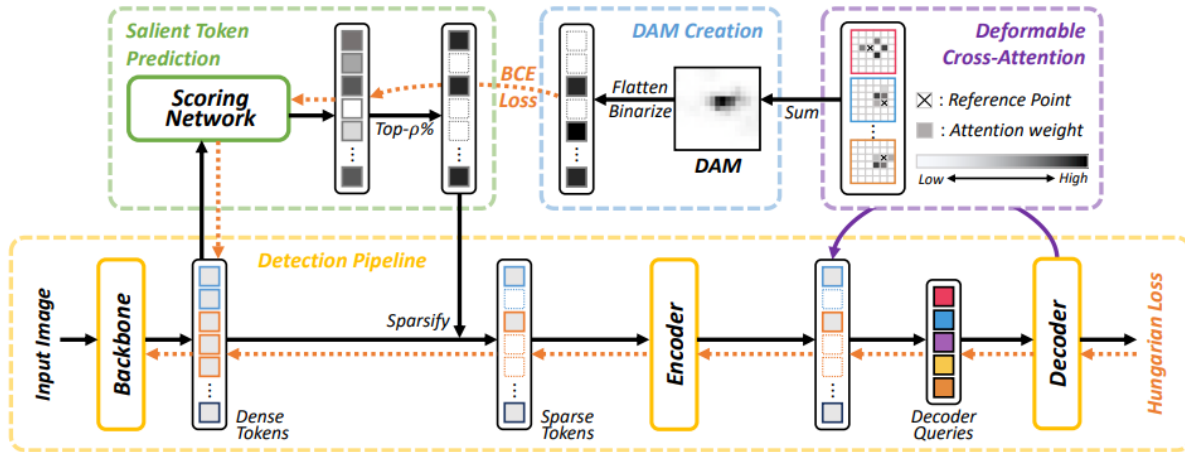 Salient Token
Prediction
Scoring
Network
Top-ρ%
BCE
Loss
DAM Creation
Flatten
Binarize
DAM
Sum
Deformable
Cross-Attention
: Reference Point
: Attention weight
Low
High
Detection Pipeline
Input Image
Backbone
Dense
Tokens
Sparsify
Sparse
Tokens
Encoder
Decoder
Queries
Decoder
Hungarian Loss